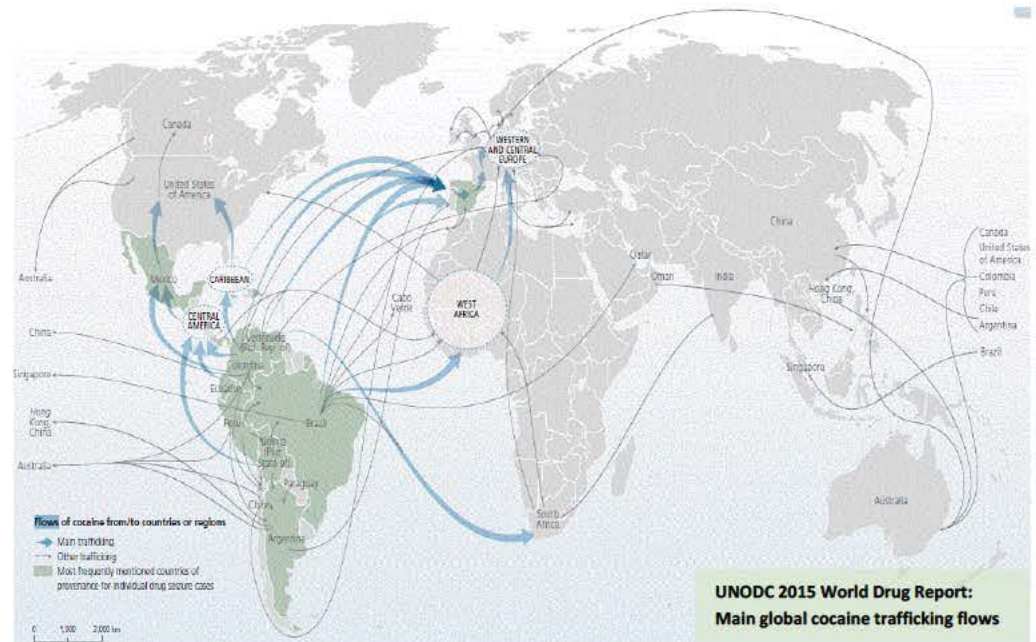 Canada
United States
of America
Australia
Mexico
CARIBBEAN
CENTRAL
AMERICA
China
Singapore
Hong
Kong,
China
Australia
Venezuela
Ecuador
Peru
Brazil
Bolivia
State of)
Paraguay
Chile
Argentina
WESTERN
AND CENTRAL
EUROPE
Cabo
Verde
WEST
AFRICA
South
Africa
Qatar
Oman
India
China
Hong Kong,
China
Singapore
Australia
Canada
United States
of America
Colombia
Peru
Chile
Argentina
Brazil
Flows of cocaine from/to countries or regions
Main trafficking
Other trafficking
Most frequently mentioned countries of
provenance for individual drug seizure cases
0 1,000 2,000 km
UNODC 2015 World Drug Report:
Main global cocaine trafficking flows